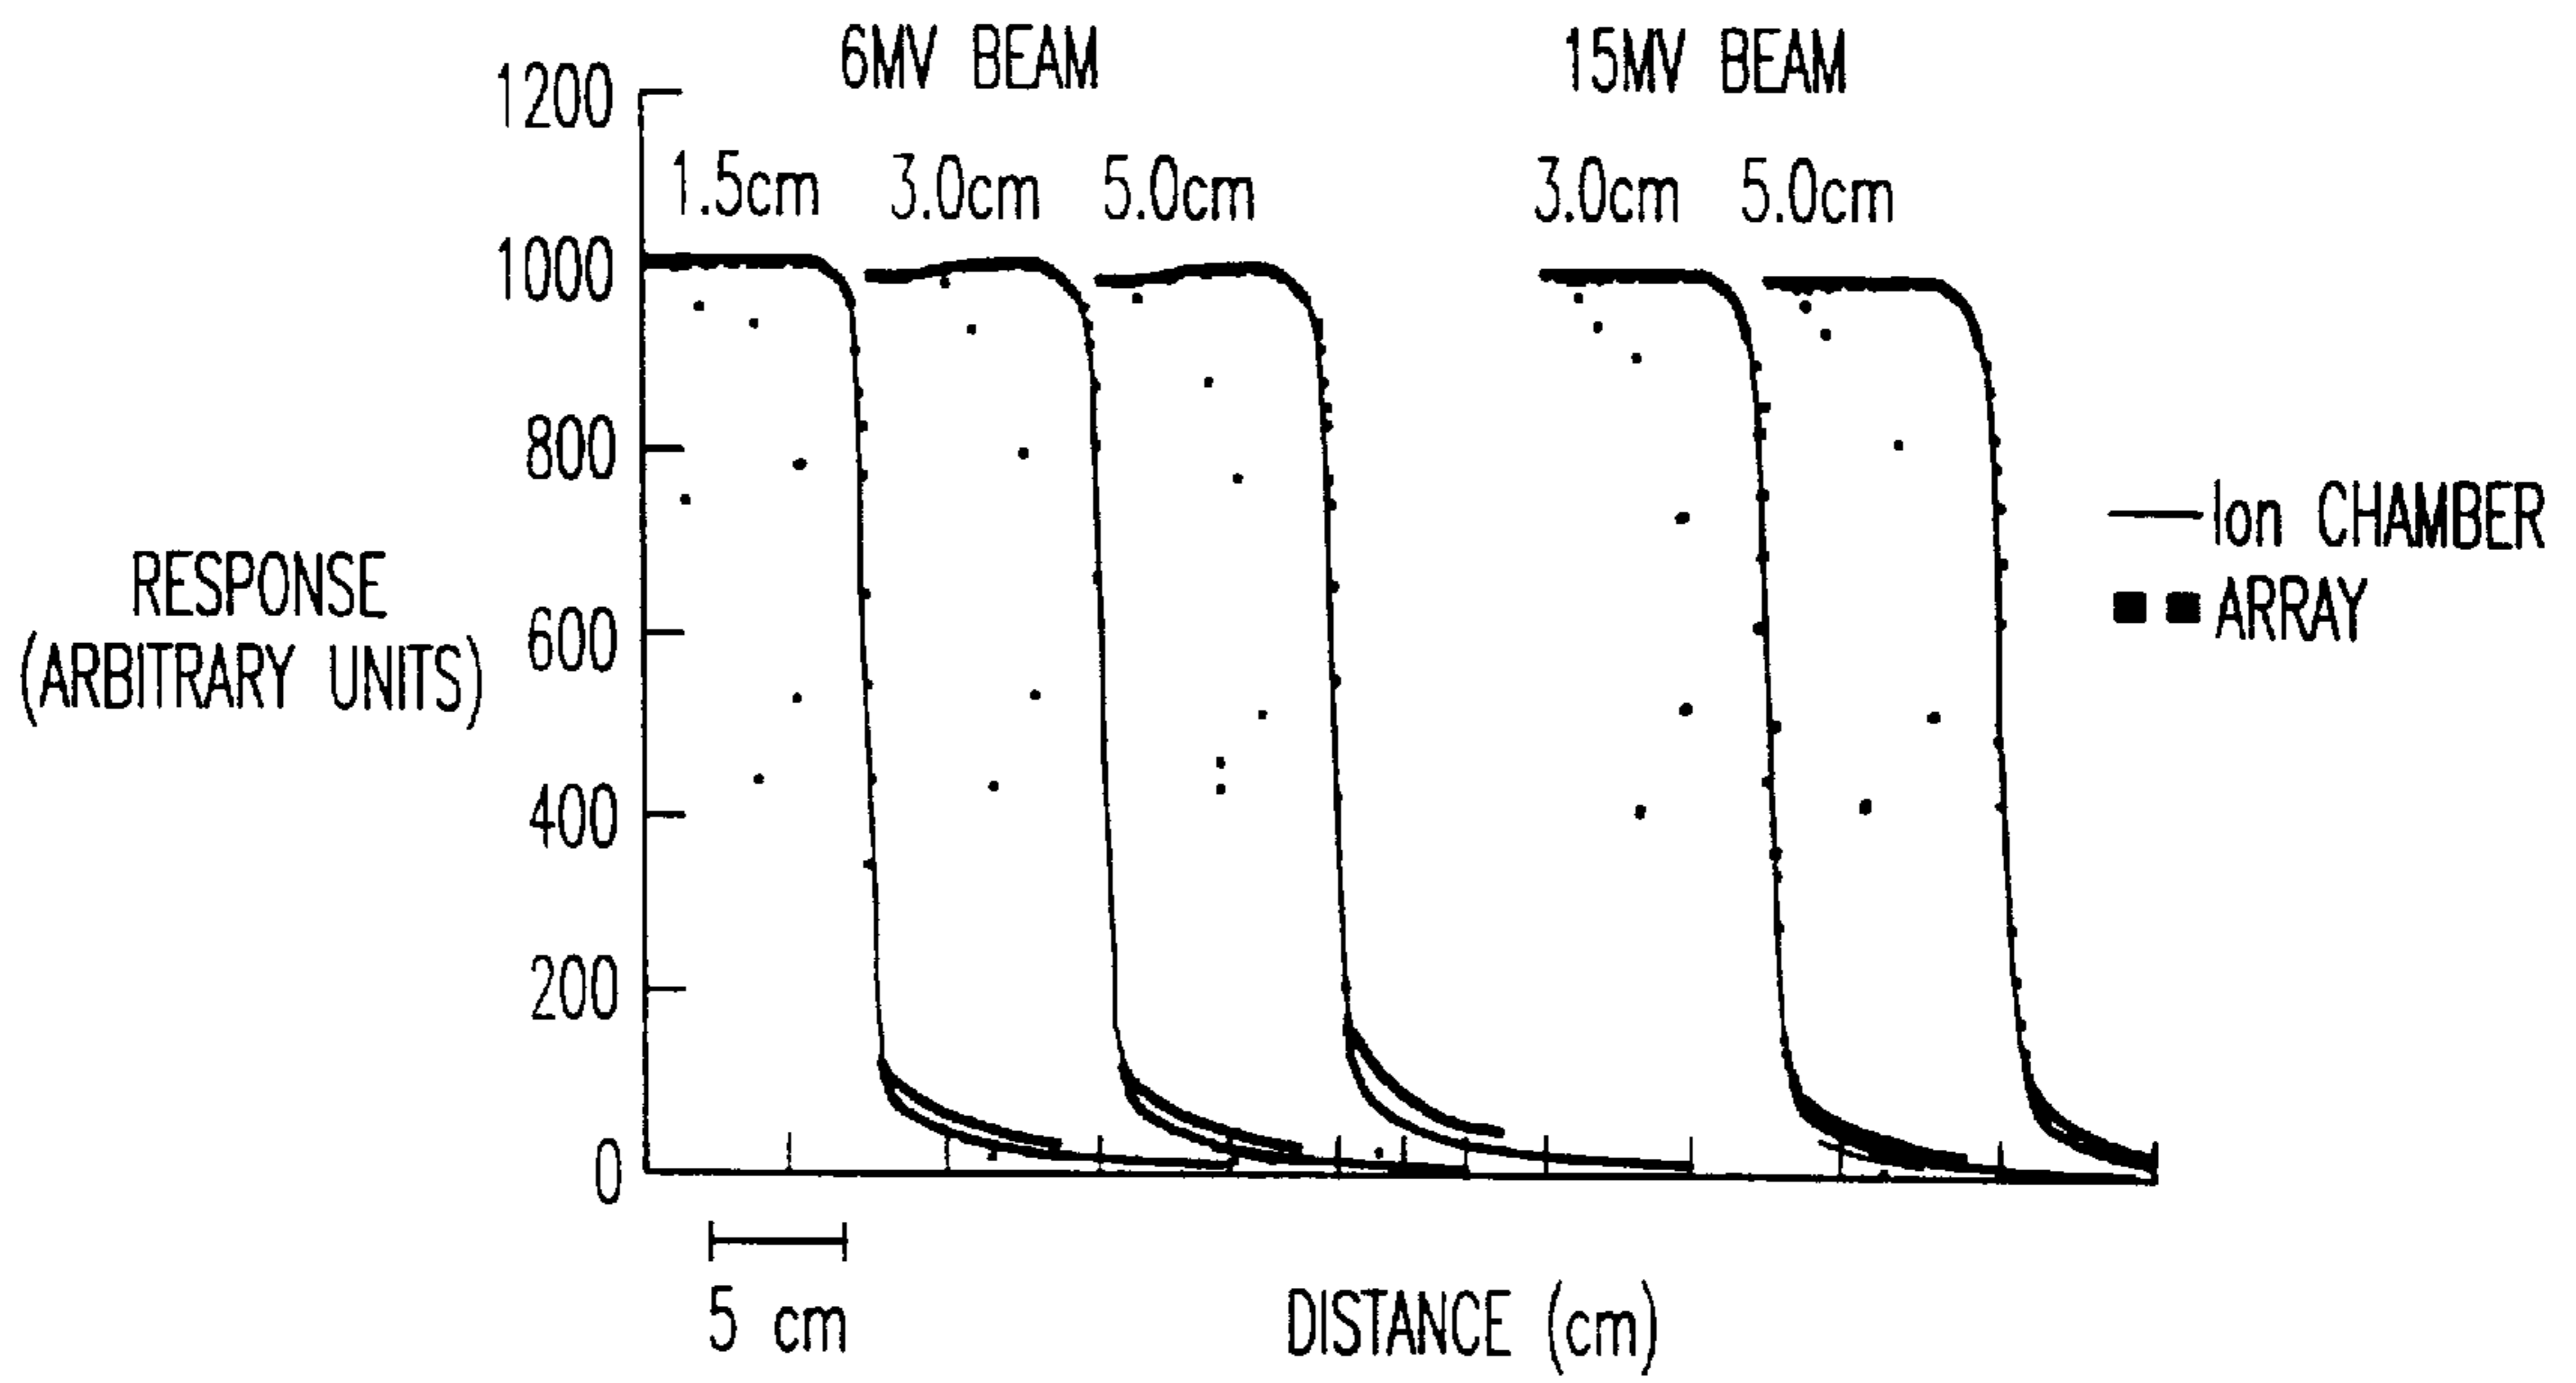 6MV BEAM
15MV BEAM
1200
1.5cm
3.0cm
5.0cm
3.0cm
5.0cm
1000
800
600
400
200
0
RESPONSE
(ARBITRARY UNITS)
Ion CHAMBER
ARRAY
5 cm
DISTANCE (cm)